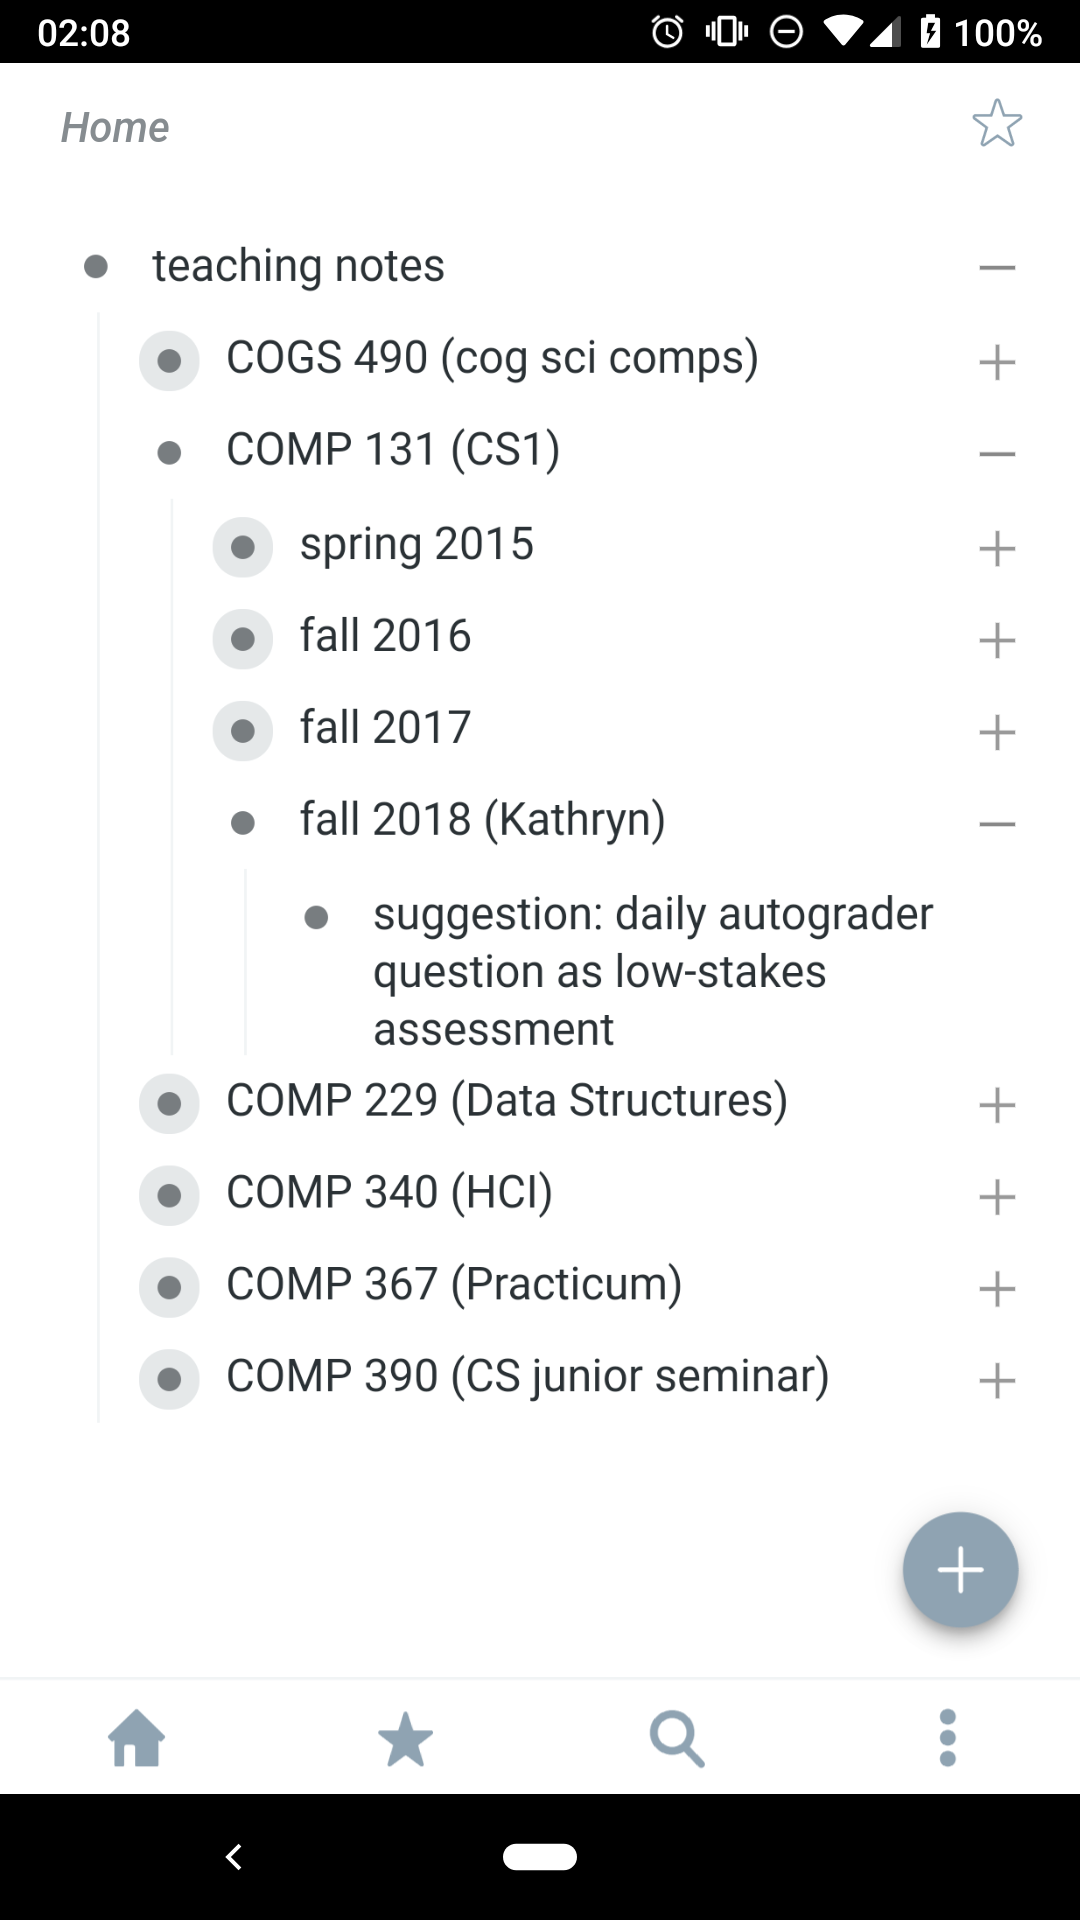 02:08
100%
Home
teaching notes
COGS 490 (cog sci comps)
COMP 131 (CS1)
spring 2015
fall 2016
fall 2017
fall 2018 (Kathryn)
suggestion: daily autograder
question as low-stakes
assessment
COMP 229 (Data Structures)
COMP 340 (HCI)
COMP 367 (Practicum)
COMP 390 (CS junior seminar)